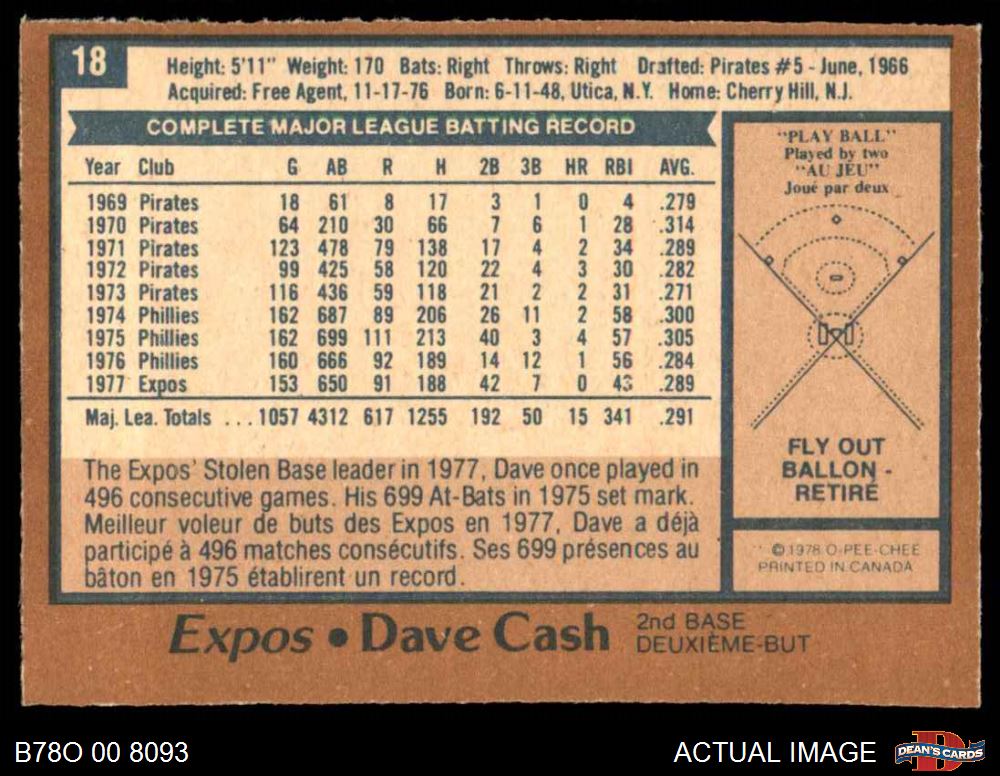 18
Height: 5'11" Weight: 170 Bats: Right Throws: Right Drafted: Pirates #5 - June, 1966
Acquired: Free Agent, 11-17-76 Born: 6-11-48, Utica, N.Y. Home: Cherry Hill, N.J.
COMPLETE MAJOR LEAGUE BATTING RECORD
Year Club G AB R H 2B 3B HR RBI AVG.
1969 Pirates 18 61 8 17 3 1 0 4 .279
1970 Pirates 64 210 30 66 7 6 1 28 .314
1971 Pirates 123 478 79 138 17 4 2 34 .289
1972 Pirates 99 425 58 120 22 4 3 30 .282
1973 Pirates 116 436 59 118 21 2 2 31 .271
1974 Phillies 162 687 89 206 26 11 2 58 .300
1975 Phillies 162 699 111 213 40 3 4 57 .305
1976 Phillies 160 666 92 189 14 12 1 56 .284
1977 Expos 153 650 91 188 42 7 0 43 .289
Maj. Lea. Totals ... 1057 4312 617 1255 192 50 15 341 .291
The Expos' Stolen Base leader in 1977, Dave once played in
496 consecutive games. His 699 At-Bats in 1975 set mark.
Meilleur voleur de buts des Expos en 1977, Dave a déjà
participé à 496 matches consécutifs. Ses 699 présences au
bâton en 1975 établirent un record.
"PLAY BALL"
Played by two
"AU JEU"
Joué par deux
FLY OUT
BALLON -
RETIRÉ
© 1978 O-PEE-CHEE
PRINTED IN CANADA
Expos • Dave Cash
2nd BASE
DEUXIÈME-BUT
B78O 00 8093
ACTUAL IMAGE
DEAN'S CARDS